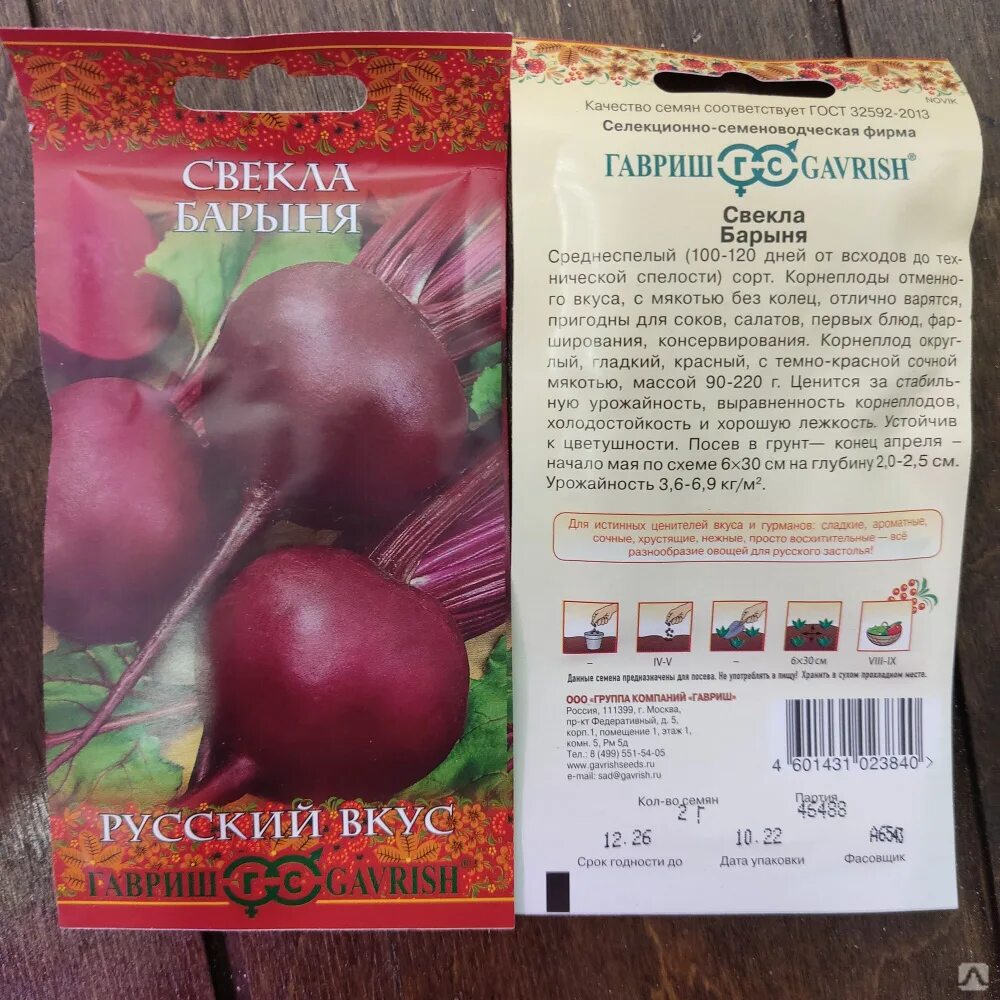 СВЕКЛА
БАРЫНЯ
РУССКИЙ ВКУС
ГАВРИШ ГС GAVRISH®
Качество семян соответствует ГОСТ 32592-2013
NOVIK
Селекционно-семеноводческая фирма
ГАВРИШ ГС GAVRISH®
Свекла
Барыня
Среднеспелый (100-120 дней от всходов до тех-
нической спелости) сорт. Корнеплоды отменно-
го вкуса, с мякотью без колец, отлично варятся,
пригодны для соков, салатов, первых блюд, фар-
ширования, консервирования. Корнеплод округ-
лый, гладкий, красный, с темно-красной сочной
мякотью, массой 90-220 г. Ценится за стабиль-
ную урожайность, выравненность корнеплодов,
холодостойкость и хорошую лежкость. Устойчив
к цветушности. Посев в грунт— конец апреля –
начало мая по схеме 6×30 см на глубину 2,0-2,5 см.
Урожайность 3,6-6,9 кг/м².
Для истинных ценителей вкуса и гурманов: сладкие, ароматные,
сочные, хрустящие, нежные, просто восхитительные — всё
разнообразие овощей для русского застолья!
– IV-V – 6×30 см VIII-IX
Данные семена предназначены для посева. Не употреблять в пищу! Хранить в сухом прохладном месте.
ООО «ГРУППА КОМПАНИЙ «ГАВРИШ»
Россия, 111399, г. Москва,
пр-кт Федеративный, д. 5,
корп. 1, помещение 1, этаж 1,
комн. 5, Рм 5д
Тел.: 8 (499) 551-54-05
www.gavrishseeds.ru
e-mail: sad@gavrish.ru
4 601431 023840 >
Кол-во семян Партия
2 г 45488
12.26 10.22
Срок годности до Дата упаковки Фасовщик